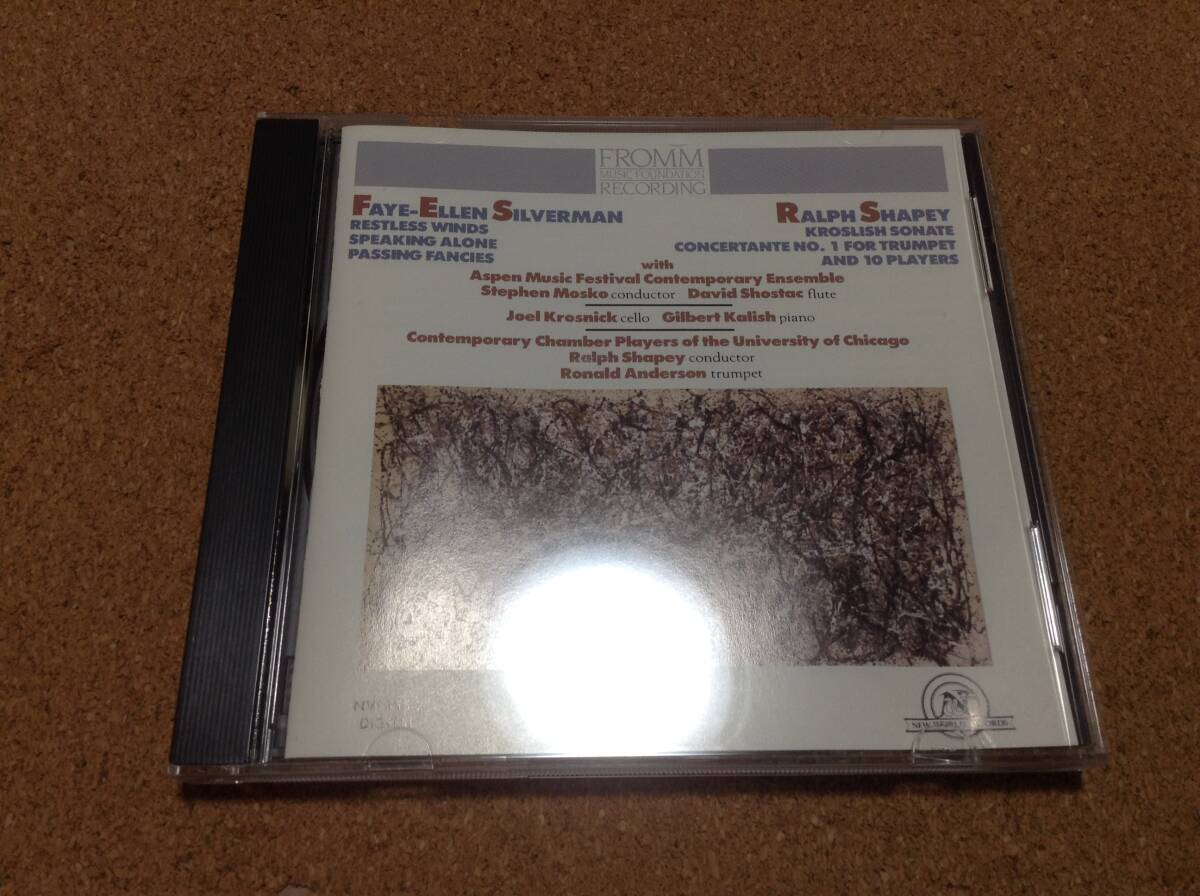 FROMM
MUSIC FOUNDATION
RECORDING
FAYE-ELLEN SILVERMAN
RESTLESS WINDS
SPEAKING ALONE
PASSING FANCIES
RALPH SHAPEY
KROSLISH SONATE
CONCERTANTE NO. 1 FOR TRUMPET
AND 10 PLAYERS
with
Aspen Music Festival Contemporary Ensemble
Stephen Mosko conductor David Shostac flute
Joel Krosnick cello Gilbert Kalish piano
Contemporary Chamber Players of the University of Chicago
Ralph Shapey conductor
Ronald Anderson trumpet
NEW WORLD RECORDS